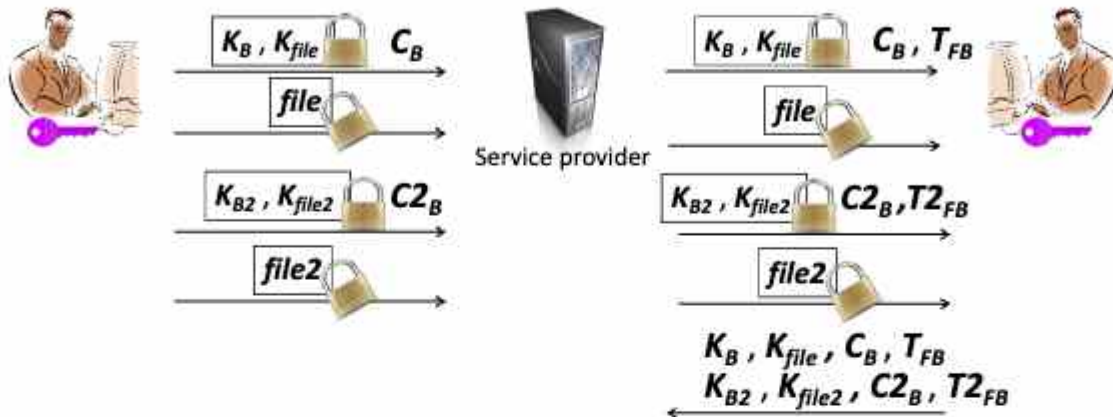 K_B , K_file C_B
K_B , K_file C_B , T_FB
file
file
Service provider
K_B2 , K_file2 C2_B
K_B2 , K_file2 C2_B,T2_FB
file2
file2
K_B , K_file , C_B , T_FB
K_B2 , K_file2 , C2_B , T2_FB